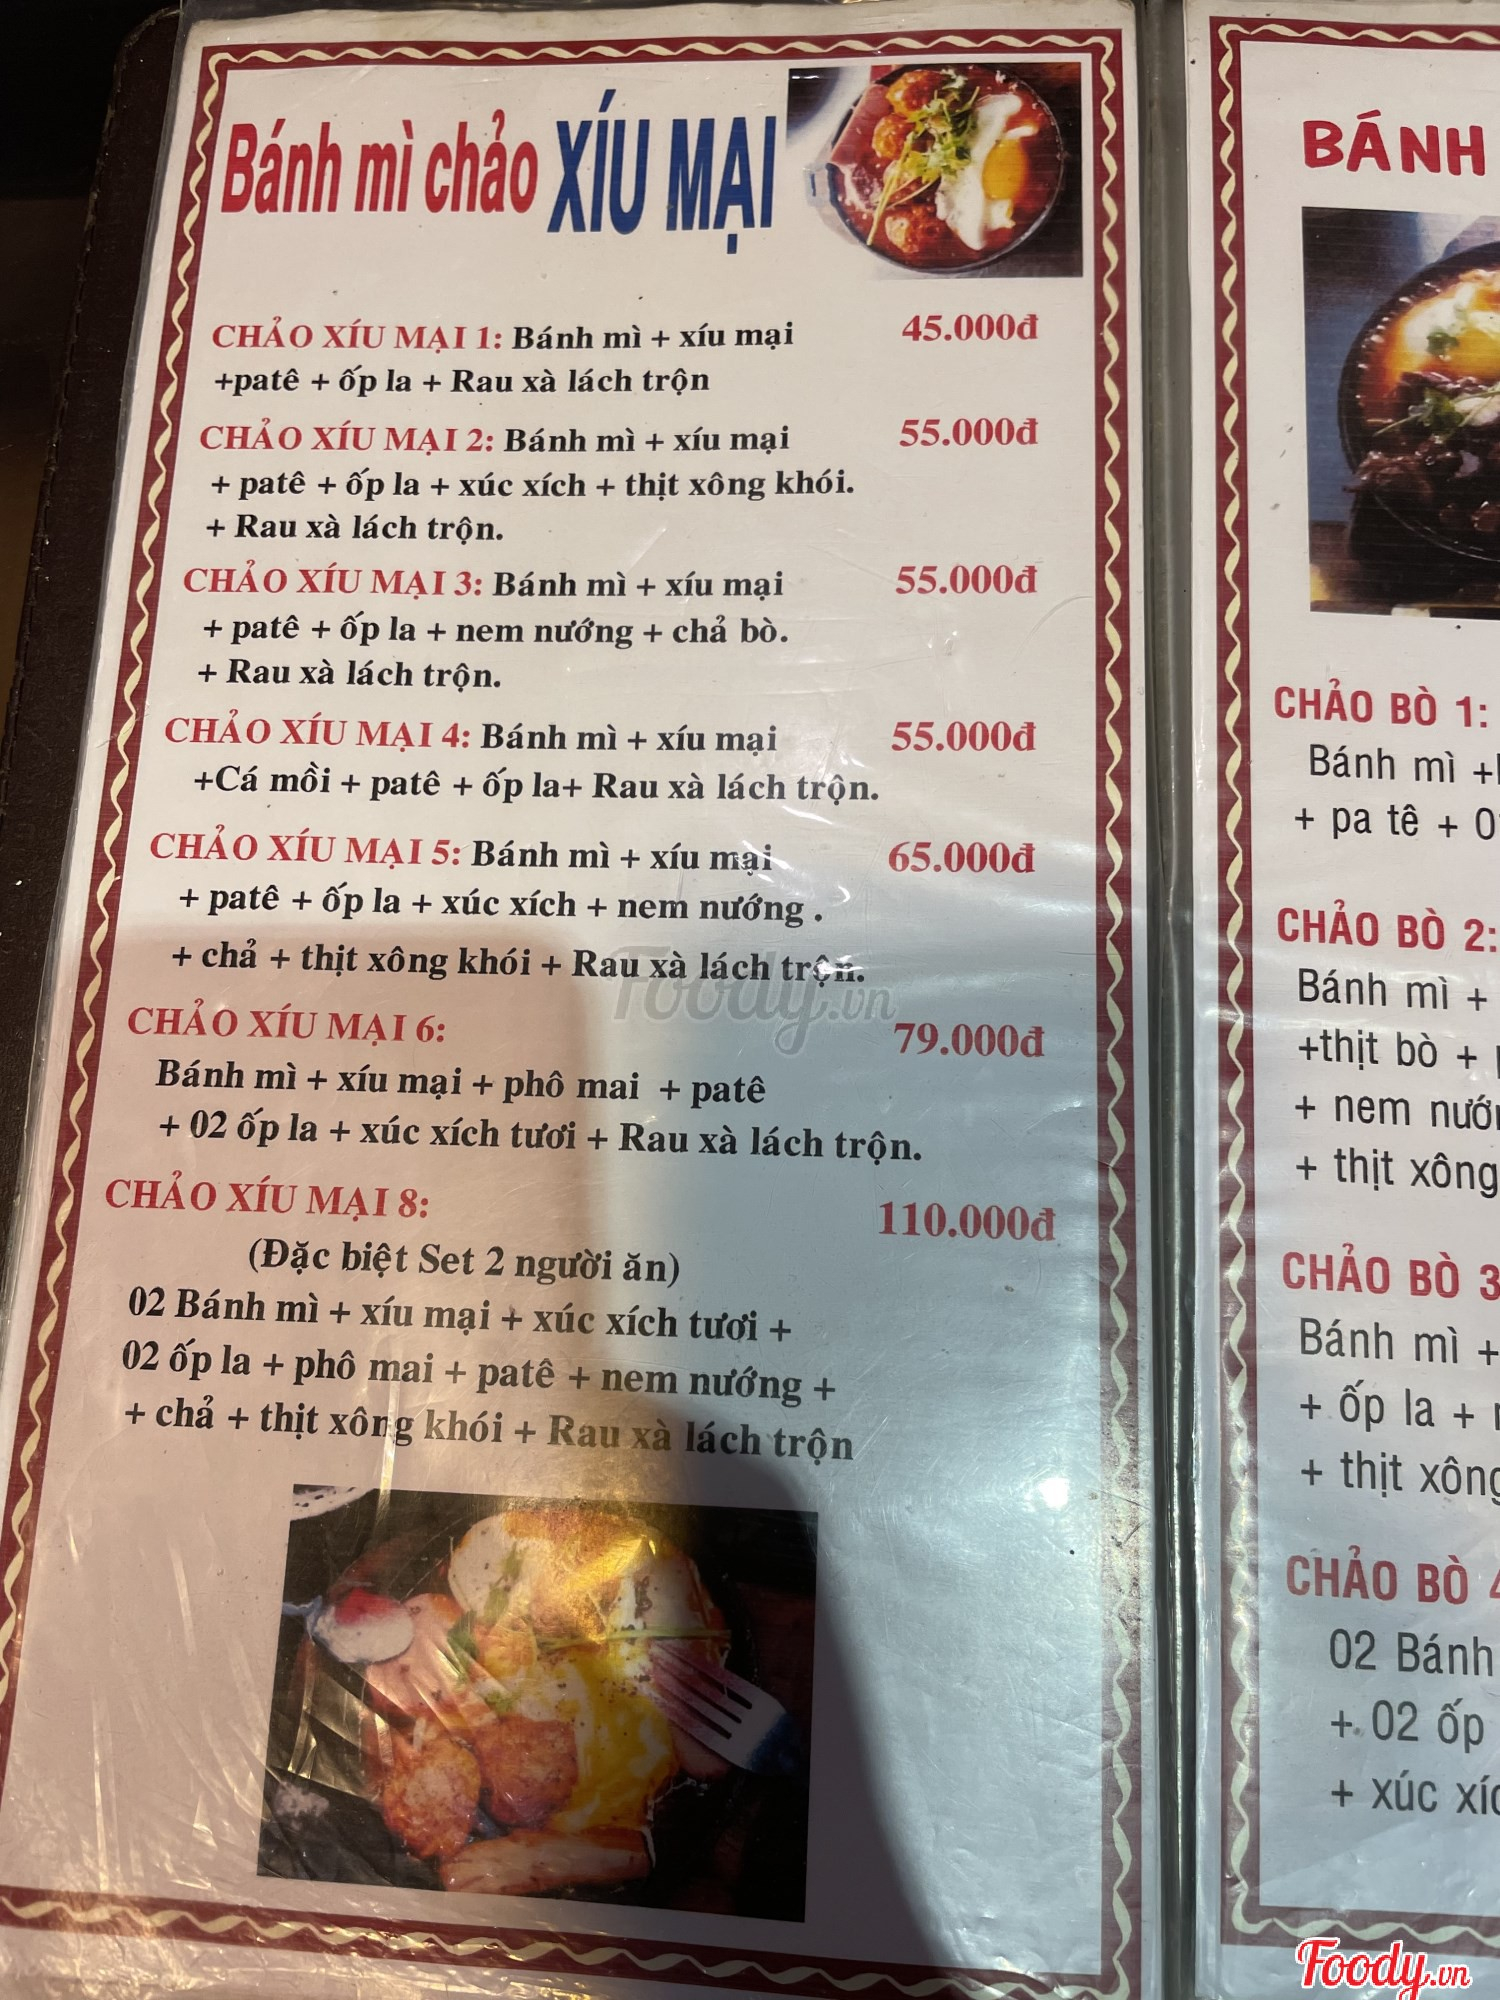 Bánh mì chảo XÍU MẠI
CHẢO XÍU MẠI 1: Bánh mì + xíu mại 45.000đ
+patê + ốp la + Rau xà lách trộn
CHẢO XÍU MẠI 2: Bánh mì + xíu mại 55.000đ
+ patê + ốp la + xúc xích + thịt xông khói.
+ Rau xà lách trộn.
CHẢO XÍU MẠI 3: Bánh mì + xíu mại 55.000đ
+ patê + ốp la + nem nướng + chả bò.
+ Rau xà lách trộn.
CHẢO XÍU MẠI 4: Bánh mì + xíu mại 55.000đ
+Cá mồi + patê + ốp la+ Rau xà lách trộn.
CHẢO XÍU MẠI 5: Bánh mì + xíu mại 65.000đ
+ patê + ốp la + xúc xích + nem nướng .
+ chả + thịt xông khói + Rau xà lách trộn.
Foody.vn
CHẢO XÍU MẠI 6: 79.000đ
Bánh mì + xíu mại + phô mai + patê
+ 02 ốp la + xúc xích tươi + Rau xà lách trộn.
CHẢO XÍU MẠI 8: 110.000đ
(Đặc biệt Set 2 người ăn)
02 Bánh mì + xíu mại + xúc xích tươi +
02 ốp la + phô mai + patê + nem nướng +
+ chả + thịt xông khói + Rau xà lách trộn
BÁNH
CHẢO BÒ 1:
Bánh mì +
+ pa tê +
CHẢO BÒ 2:
Bánh mì +
+thịt bò +
+ nem
+ thịt xông
CHẢO BÒ 3
Bánh mì +
+ ốp la +
+ thịt xông
CHẢO BÒ 4
02 Bánh
+ 02 ốp
+ xúc
Foody.vn